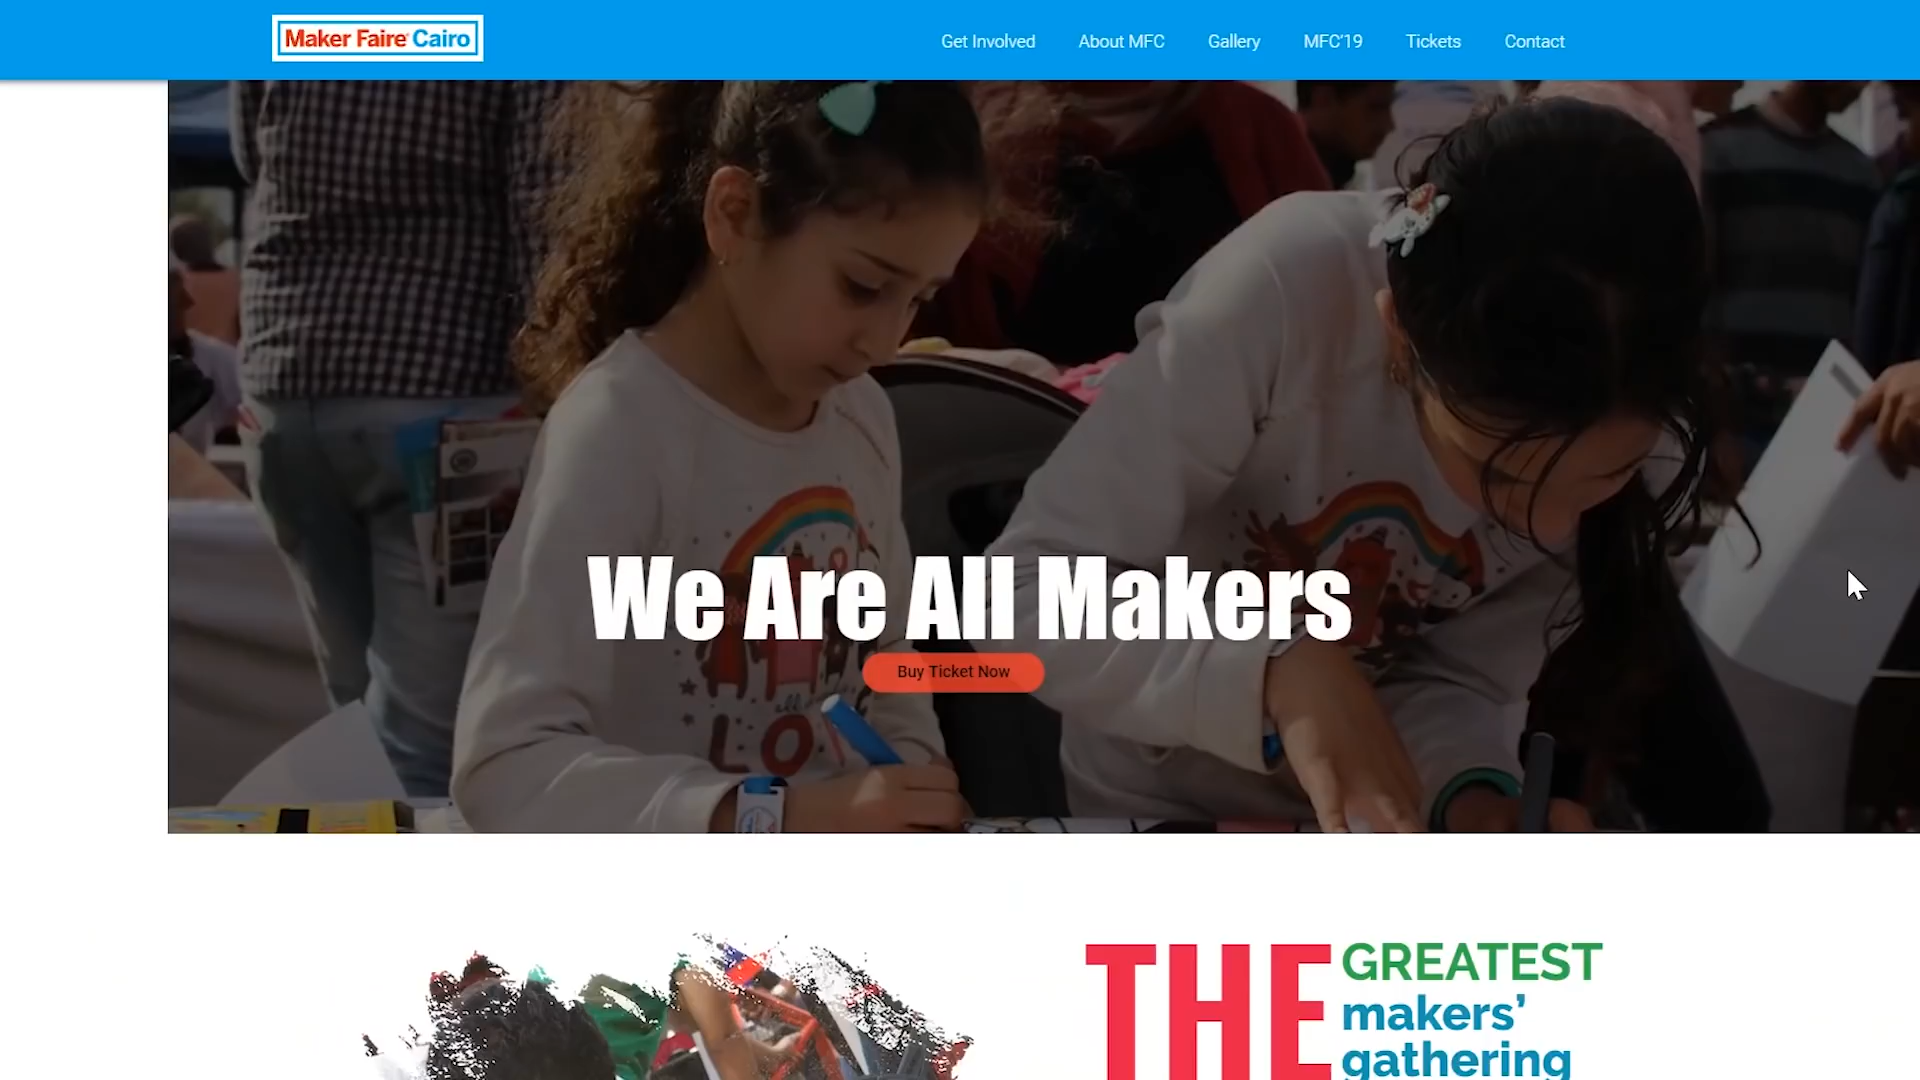 Maker Faire Cairo
Get Involved
About MFC
Gallery
MFC'19
Tickets
Contact
We Are All Makers
Buy Ticket Now
LO
THE
GREATEST
makers’
gathering